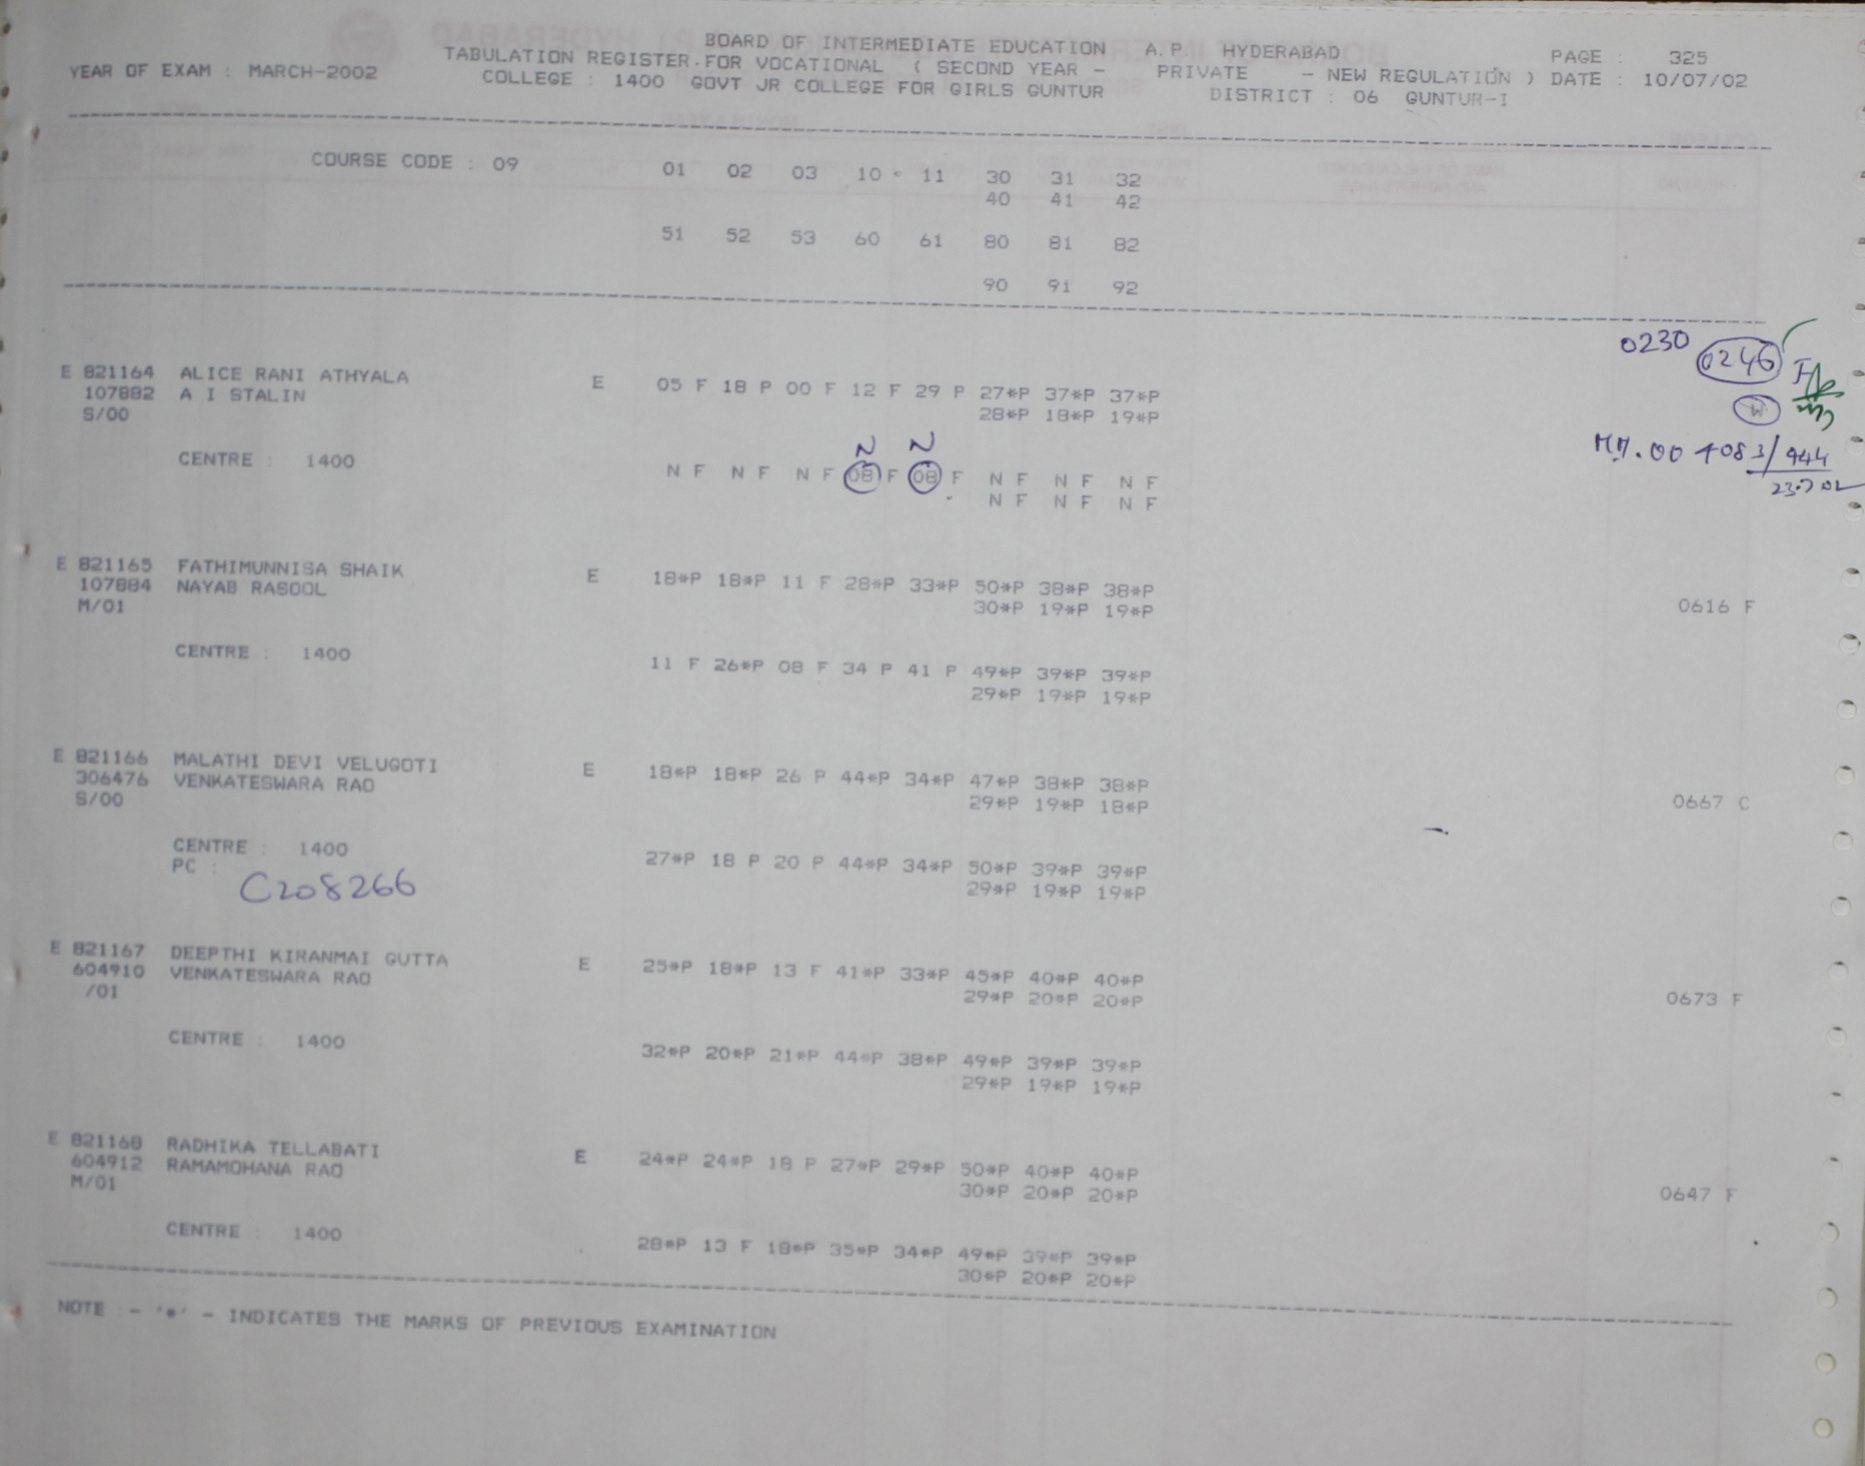 BOARD OF INTERMEDIATE EDUCATION A.P. HYDERABAD PAGE : 325
YEAR OF EXAM : MARCH-2002 TABULATION REGISTER FOR VOCATIONAL ( SECOND YEAR - PRIVATE - NEW REGULATION ) DATE : 10/07/02
COLLEGE : 1400 GOVT JR COLLEGE FOR GIRLS GUNTUR DISTRICT : 06 GUNTUR-I
COURSE CODE : 09 01 02 03 10 11 30 31 32
40 41 42
51 52 53 60 61 80 81 82
90 91 92
0230 0246 F
E 821164 ALICE RANI ATHYALA E 05 F 18 P 00 F 12 F 29 P 27*P 37*P 37*P
107882 A I STALIN 28*P 18*P 19*P
S/00
N N
CENTRE : 1400 N F N F N F 08 F 08 F N F N F N F
N F N F N F
23.7.02
E 821165 FATHIMUNNISA SHAIK E 18*P 18*P 11 F 28*P 33*P 50*P 38*P 38*P
107884 NAYAB RASOOL 30*P 19*P 19*P 0616 F
M/01
CENTRE : 1400 11 F 26*P 08 F 34 P 41 P 49*P 39*P 39*P
29*P 19*P 19*P
E 821166 MALATHI DEVI VELUGOTI E 18*P 18*P 26 P 44*P 34*P 47*P 38*P 38*P
306476 VENKATESWARA RAO 29*P 19*P 18*P 0667 C
S/00
CENTRE : 1400 27*P 18 P 20 P 44*P 34*P 50*P 39*P 39*P
PC : C208266 29*P 19*P 19*P
E 821167 DEEPTHI KIRANMAI GUTTA E 25*P 18*P 13 F 41*P 33*P 45*P 40*P 40*P
604910 VENKATESWARA RAO 29*P 20*P 20*P 0673 F
/01
CENTRE : 1400 32*P 20*P 21*P 44*P 38*P 49*P 39*P 39*P
29*P 19*P 19*P
E 821168 RADHIKA TELLABATI E 24*P 24*P 18 P 27*P 29*P 50*P 40*P 40*P
604912 RAMAMOHANA RAO 30*P 20*P 20*P 0647 F
M/01
CENTRE : 1400 28*P 13 F 18*P 35*P 34*P 49*P 39*P 39*P
30*P 20*P 20*P
NOTE :- '*' - INDICATES THE MARKS OF PREVIOUS EXAMINATION